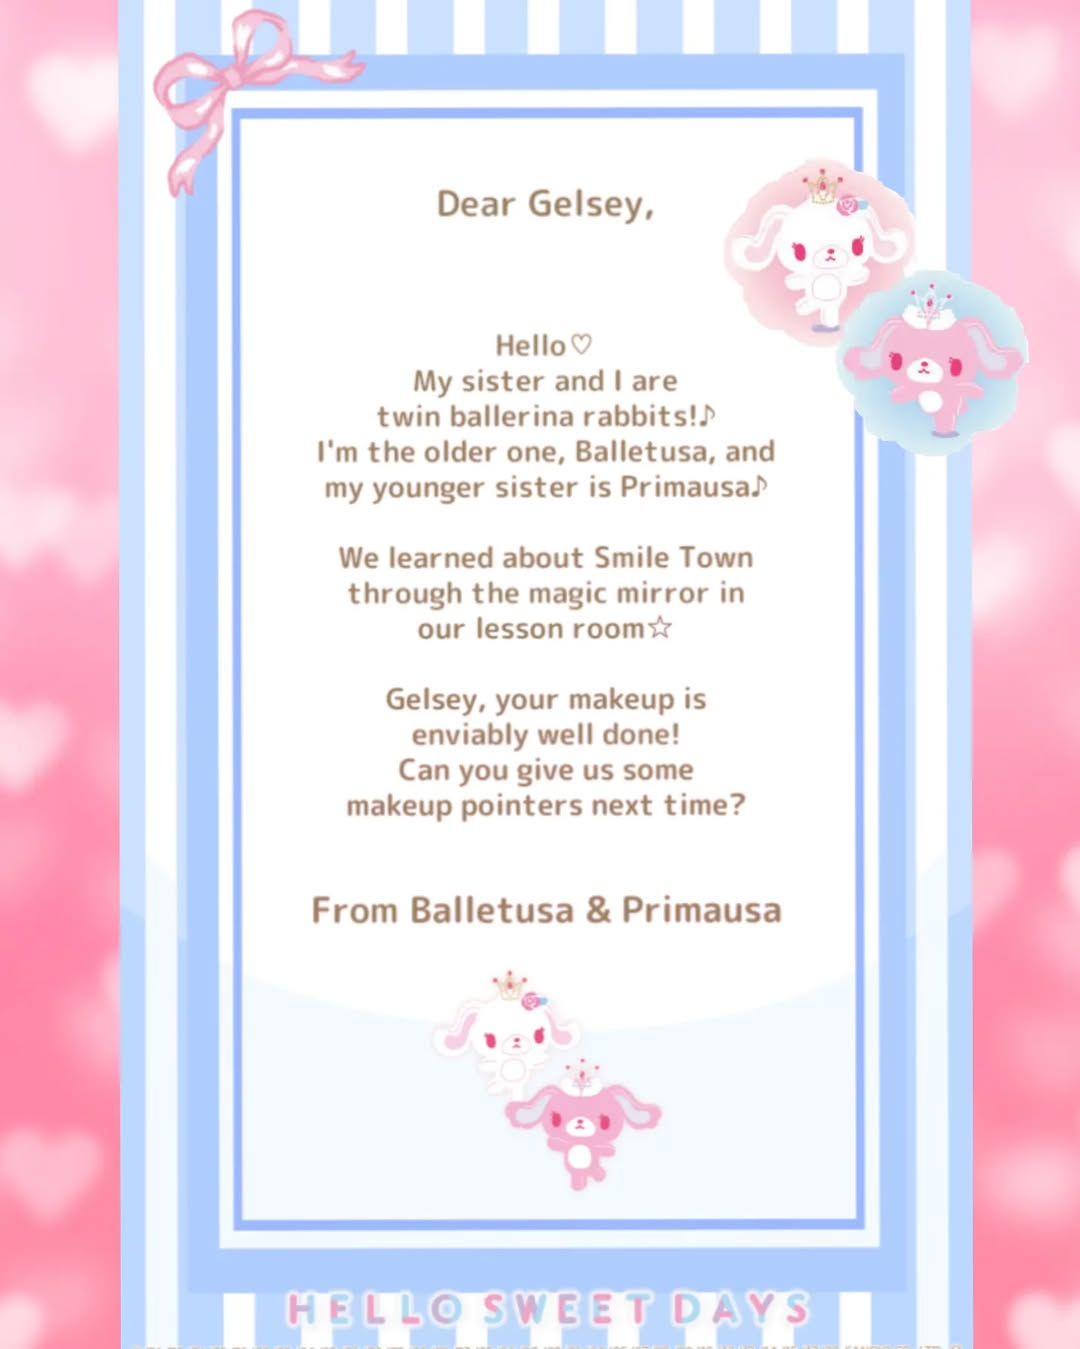 Dear Gelsey,
Hello♡
My sister and I are
twin ballerina rabbits!♪
I'm the older one, Balletusa, and
my younger sister is Primausa♪
We learned about Smile Town
through the magic mirror in
our lesson room☆
Gelsey, your makeup is
enviably well done!
Can you give us some
makeup pointers next time?
From Balletusa & Primausa
HELLO SWEET DAYS